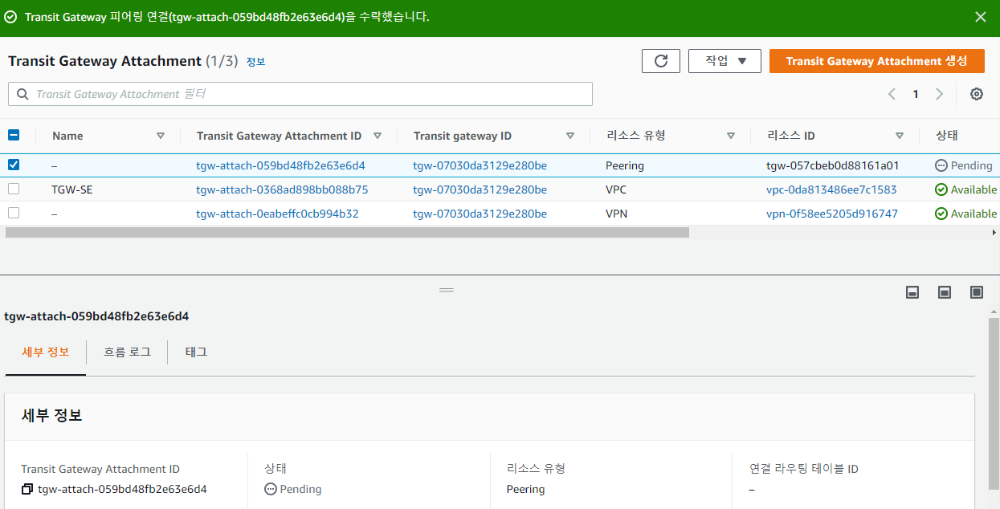 Transit Gateway 피어링 연결(tgw-attach-059bd48fb2e63e6d4)을 수락했습니다.
Transit Gateway Attachment (1/3) 정보
작업
Transit Gateway Attachment 생성
Transit Gateway Attachment 필터
1
Name Transit Gateway Attachment ID Transit gateway ID 리소스 유형 리소스 ID 상태
– tgw-attach-059bd48fb2e63e6d4 tgw-07030da3129e280be Peering tgw-057cbeb0d88161a01 Pending
TGW-SE tgw-attach-0368ad898bb088b75 tgw-07030da3129e280be VPC vpc-0da813486ee7c1583 Available
– tgw-attach-0eabeffc0cb994b32 tgw-07030da3129e280be VPN vpn-0f58ee5205d916747 Available
tgw-attach-059bd48fb2e63e6d4
세부 정보 흐름 로그 태그
세부 정보
Transit Gateway Attachment ID 상태 리소스 유형 연결 라우팅 테이블 ID
tgw-attach-059bd48fb2e63e6d4 Pending Peering –